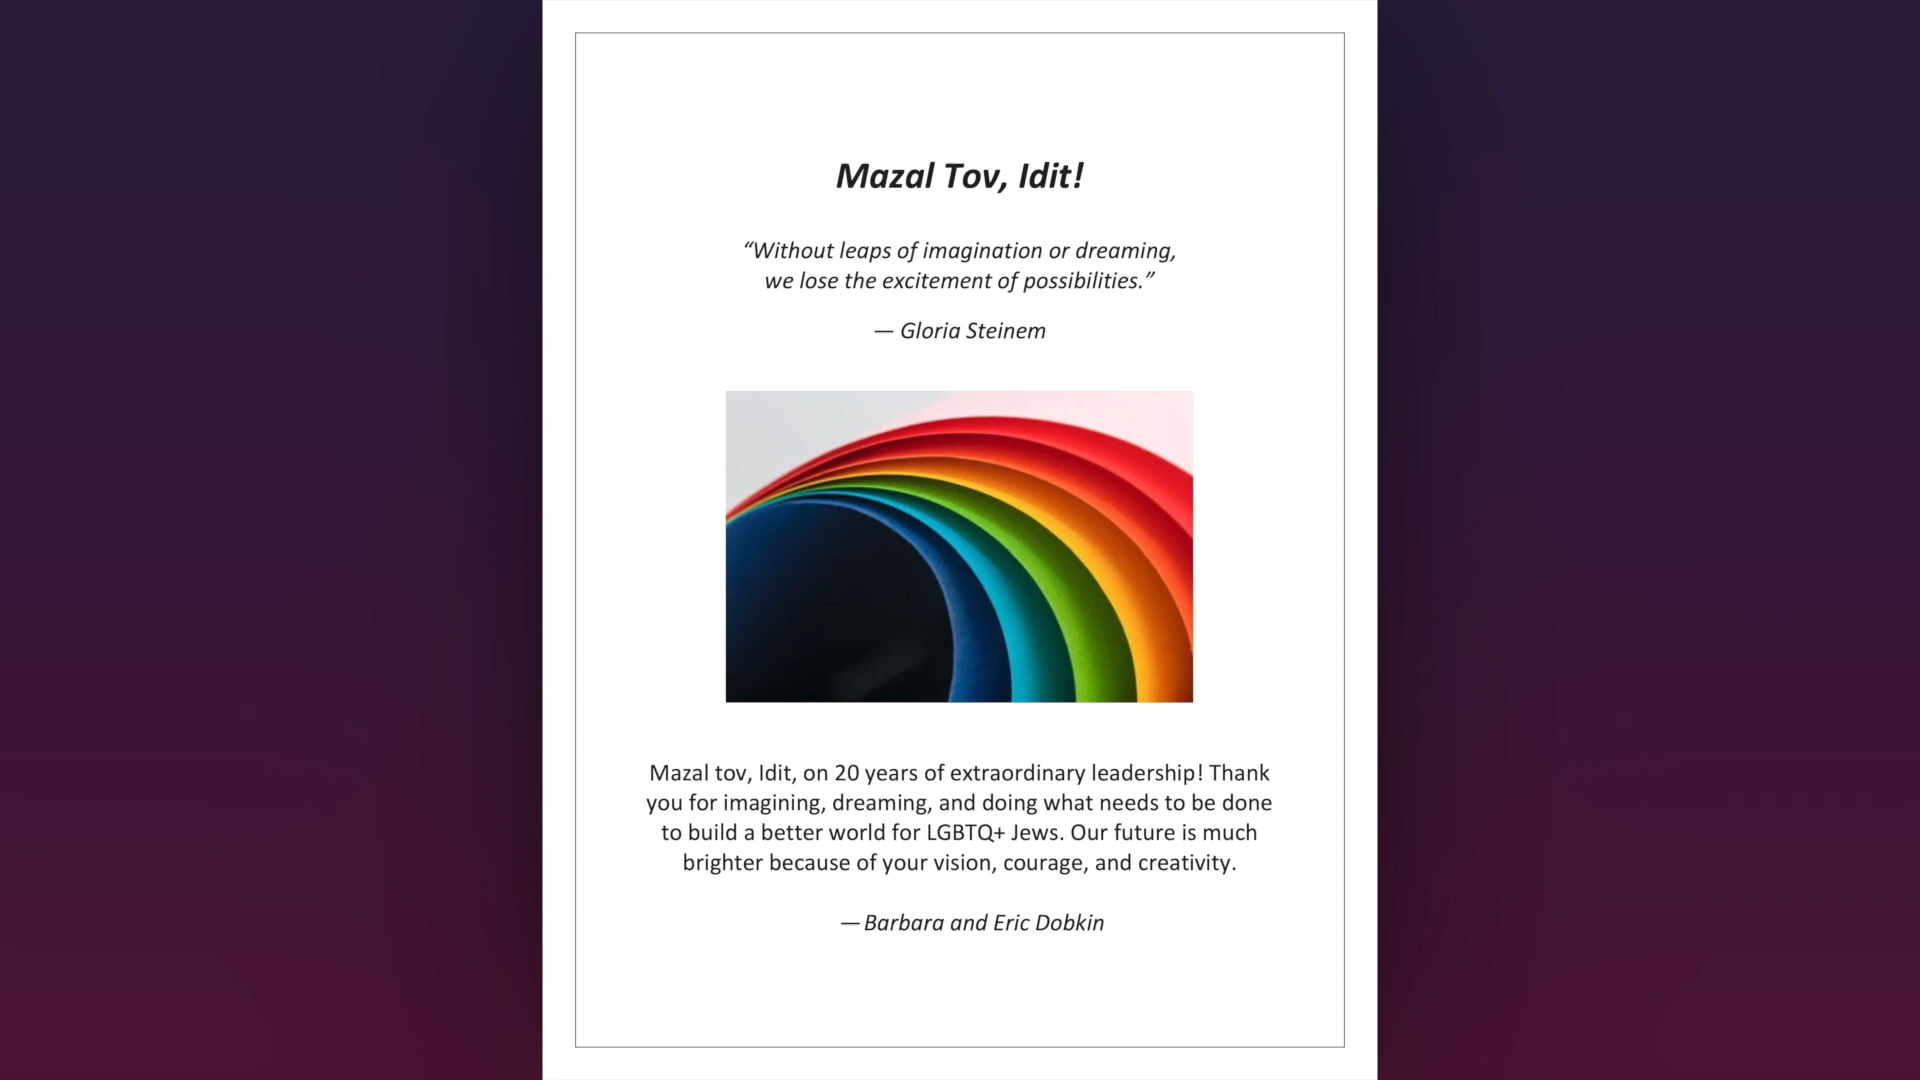 Mazal Tov, Idit!
“Without leaps of imagination or dreaming,
we lose the excitement of possibilities.”
— Gloria Steinem
Mazal tov, Idit, on 20 years of extraordinary leadership! Thank
you for imagining, dreaming, and doing what needs to be done
to build a better world for LGBTQ+ Jews. Our future is much
brighter because of your vision, courage, and creativity.
— Barbara and Eric Dobkin